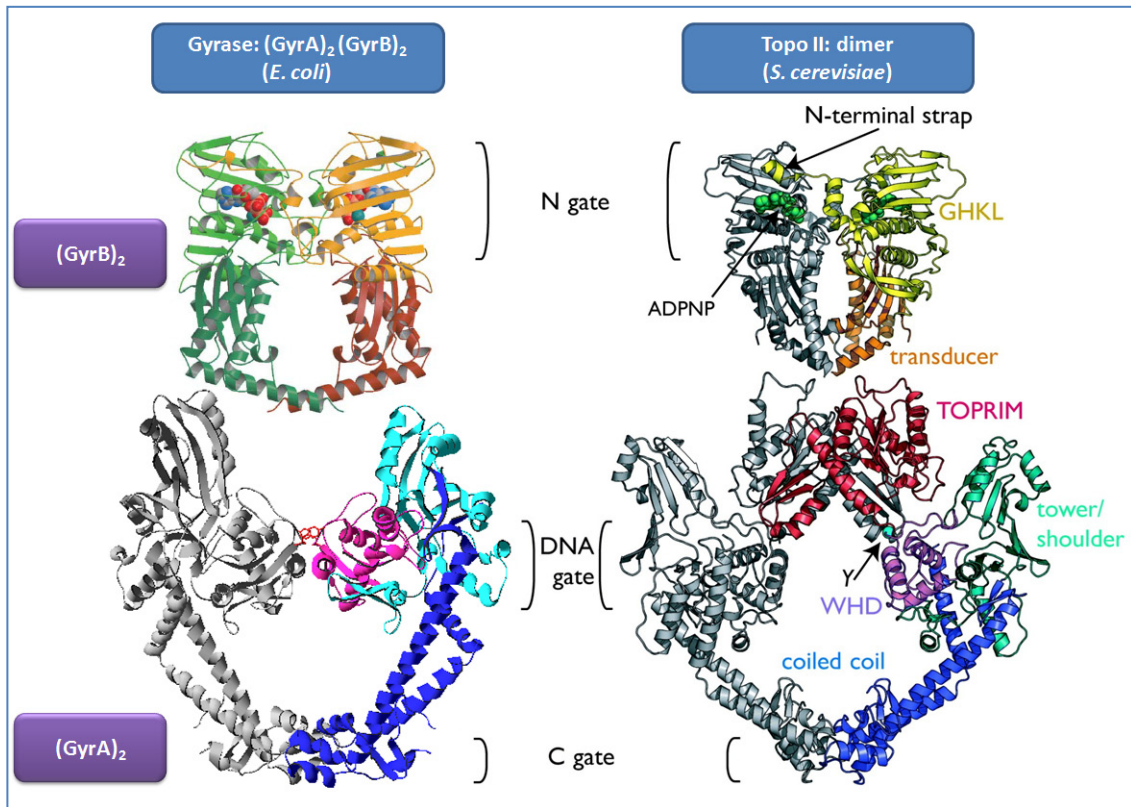 Gyrase: (GyrA)₂ (GyrB)₂
(E. coli)
Topo II: dimer
(S. cerevisiae)
N-terminal strap
N gate
GHKL
(GyrB)₂
ADPNP
transducer
TOPRIM
DNA
gate
tower/
shoulder
Y
WHD
coiled coil
(GyrA)₂
C gate